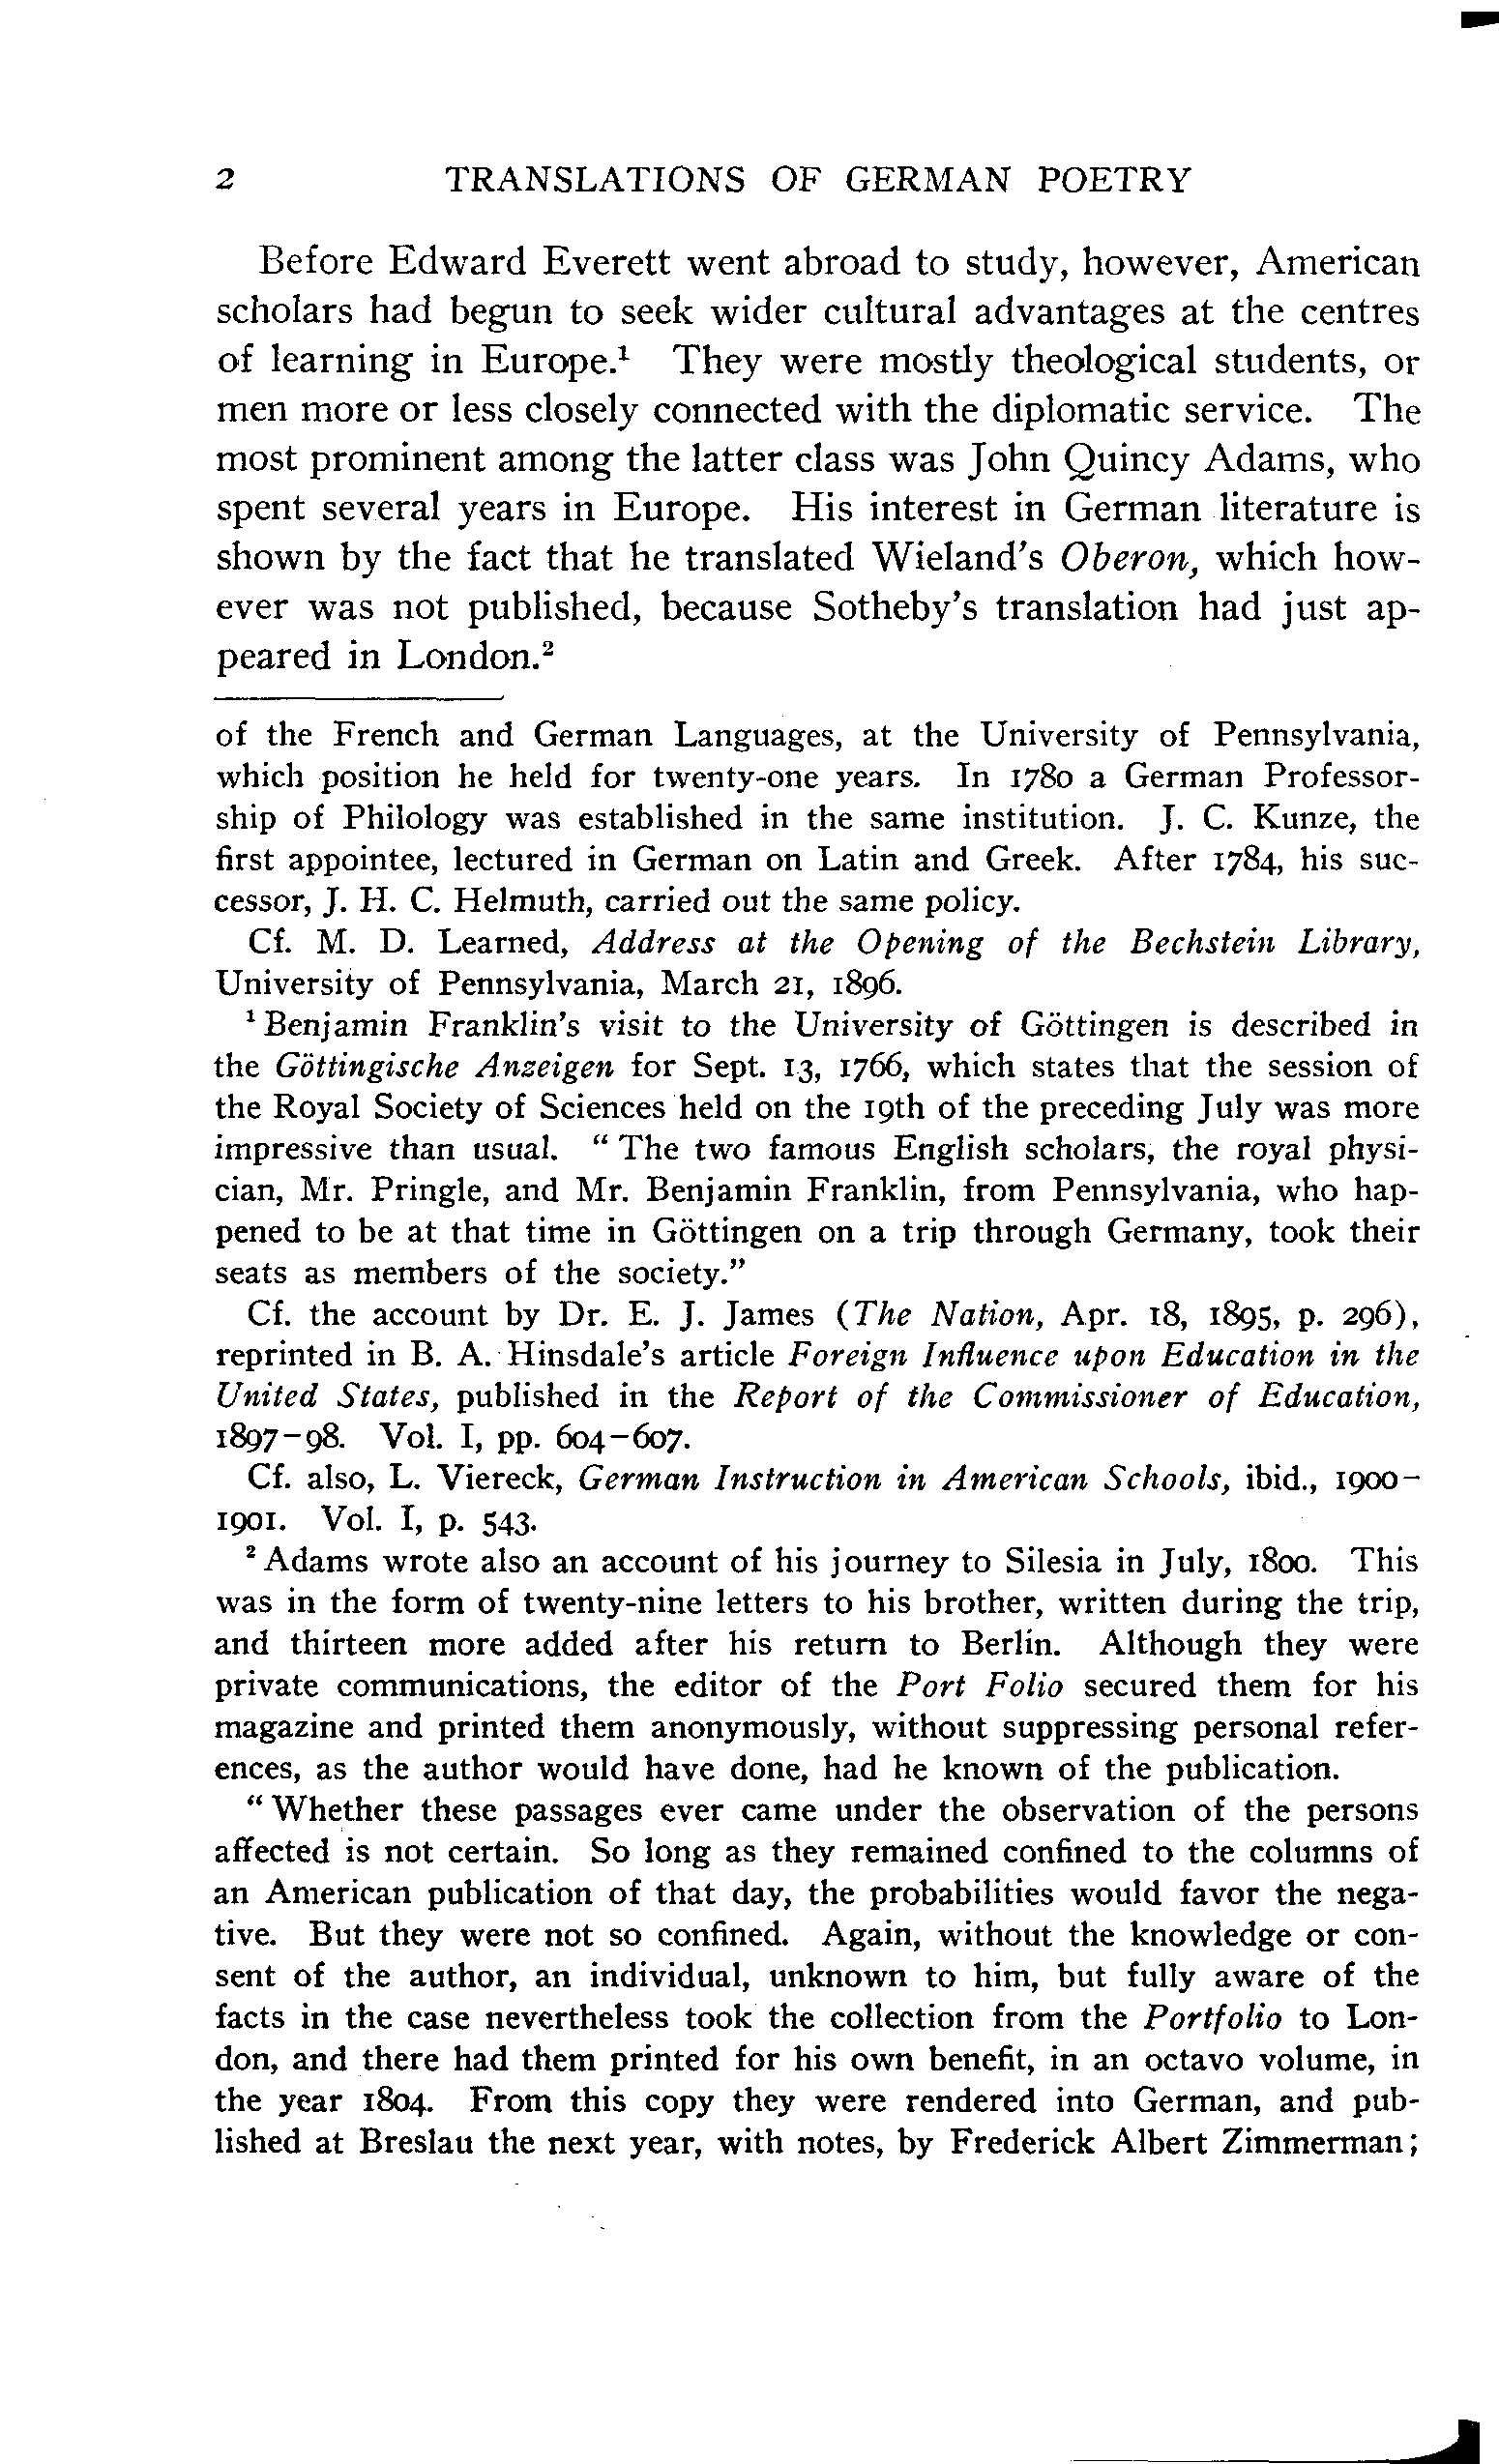 2 TRANSLATIONS OF GERMAN POETRY
Before Edward Everett went abroad to study, however, American
scholars had begun to seek wider cultural advantages at the centres
of learning in Europe.¹ They were mostly theological students, or
men more or less closely connected with the diplomatic service. The
most prominent among the latter class was John Quincy Adams, who
spent several years in Europe. His interest in German literature is
shown by the fact that he translated Wieland's Oberon, which how-
ever was not published, because Sotheby's translation had just ap-
peared in London.²
of the French and German Languages, at the University of Pennsylvania,
which position he held for twenty-one years. In 1780 a German Professor-
ship of Philology was established in the same institution. J. C. Kunze, the
first appointee, lectured in German on Latin and Greek. After 1784, his suc-
cessor, J. H. C. Helmuth, carried out the same policy.
Cf. M. D. Learned, Address at the Opening of the Bechstein Library,
University of Pennsylvania, March 21, 1896.
¹ Benjamin Franklin's visit to the University of Göttingen is described in
the Göttingische Anzeigen for Sept. 13, 1766, which states that the session of
the Royal Society of Sciences held on the 19th of the preceding July was more
impressive than usual. "The two famous English scholars, the royal physi-
cian, Mr. Pringle, and Mr. Benjamin Franklin, from Pennsylvania, who hap-
pened to be at that time in Göttingen on a trip through Germany, took their
seats as members of the society."
Cf. the account by Dr. E. J. James (The Nation, Apr. 18, 1895, p. 296),
reprinted in B. A. Hinsdale's article Foreign Influence upon Education in the
United States, published in the Report of the Commissioner of Education,
1897-98. Vol. I, pp. 604-607.
Cf. also, L. Viereck, German Instruction in American Schools, ibid., 1900-
1901. Vol. I, p. 543.
² Adams wrote also an account of his journey to Silesia in July, 1800. This
was in the form of twenty-nine letters to his brother, written during the trip,
and thirteen more added after his return to Berlin. Although they were
private communications, the editor of the Port Folio secured them for his
magazine and printed them anonymously, without suppressing personal refer-
ences, as the author would have done, had he known of the publication.
"Whether these passages ever came under the observation of the persons
affected is not certain. So long as they remained confined to the columns of
an American publication of that day, the probabilities would favor the nega-
tive. But they were not so confined. Again, without the knowledge or con-
sent of the author, an individual, unknown to him, but fully aware of the
facts in the case nevertheless took the collection from the Portfolio to Lon-
don, and there had them printed for his own benefit, in an octavo volume, in
the year 1804. From this copy they were rendered into German, and pub-
lished at Breslau the next year, with notes, by Frederick Albert Zimmerman;